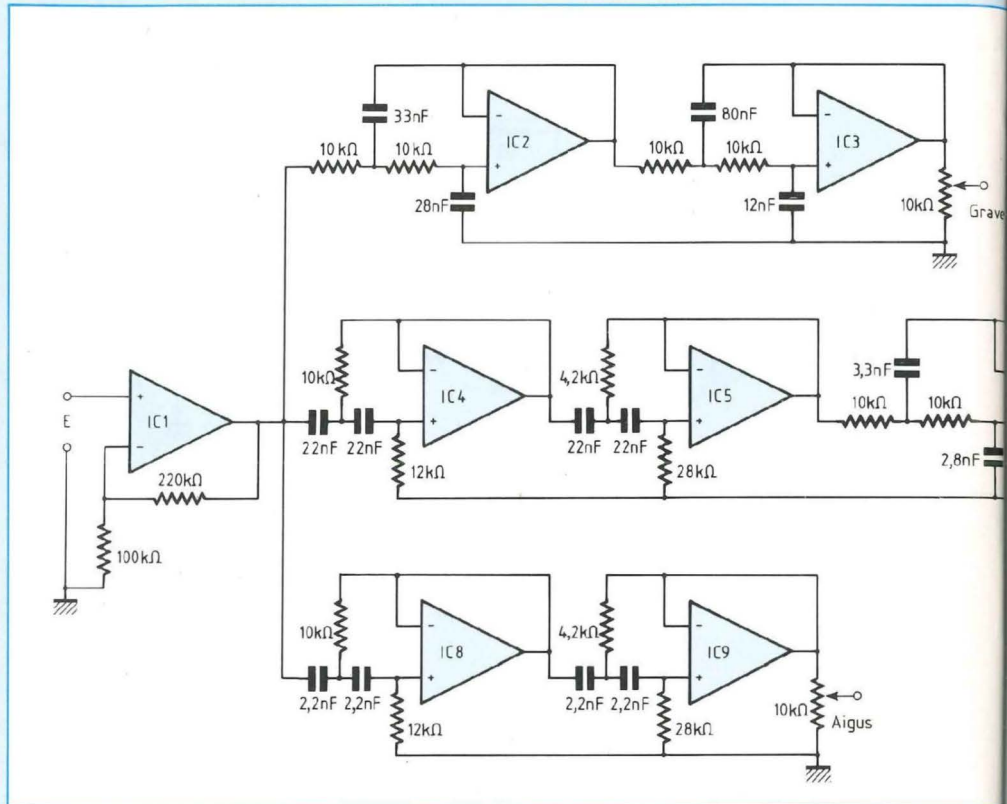 33nF
80nF
IC2
IC3
10kΩ
10kΩ
10kΩ
10kΩ
28nF
12nF
10kΩ
Grave
-
+
-
+
10kΩ
4,2kΩ
3,3nF
IC4
IC5
10kΩ
10kΩ
22nF
22nF
22nF
22nF
12kΩ
28kΩ
2,8nF
-
+
-
+
E
IC1
+
-
220kΩ
100kΩ
10kΩ
4,2kΩ
IC8
IC9
-
+
-
+
2,2nF
2,2nF
2,2nF
2,2nF
12kΩ
28kΩ
10kΩ
Aigus